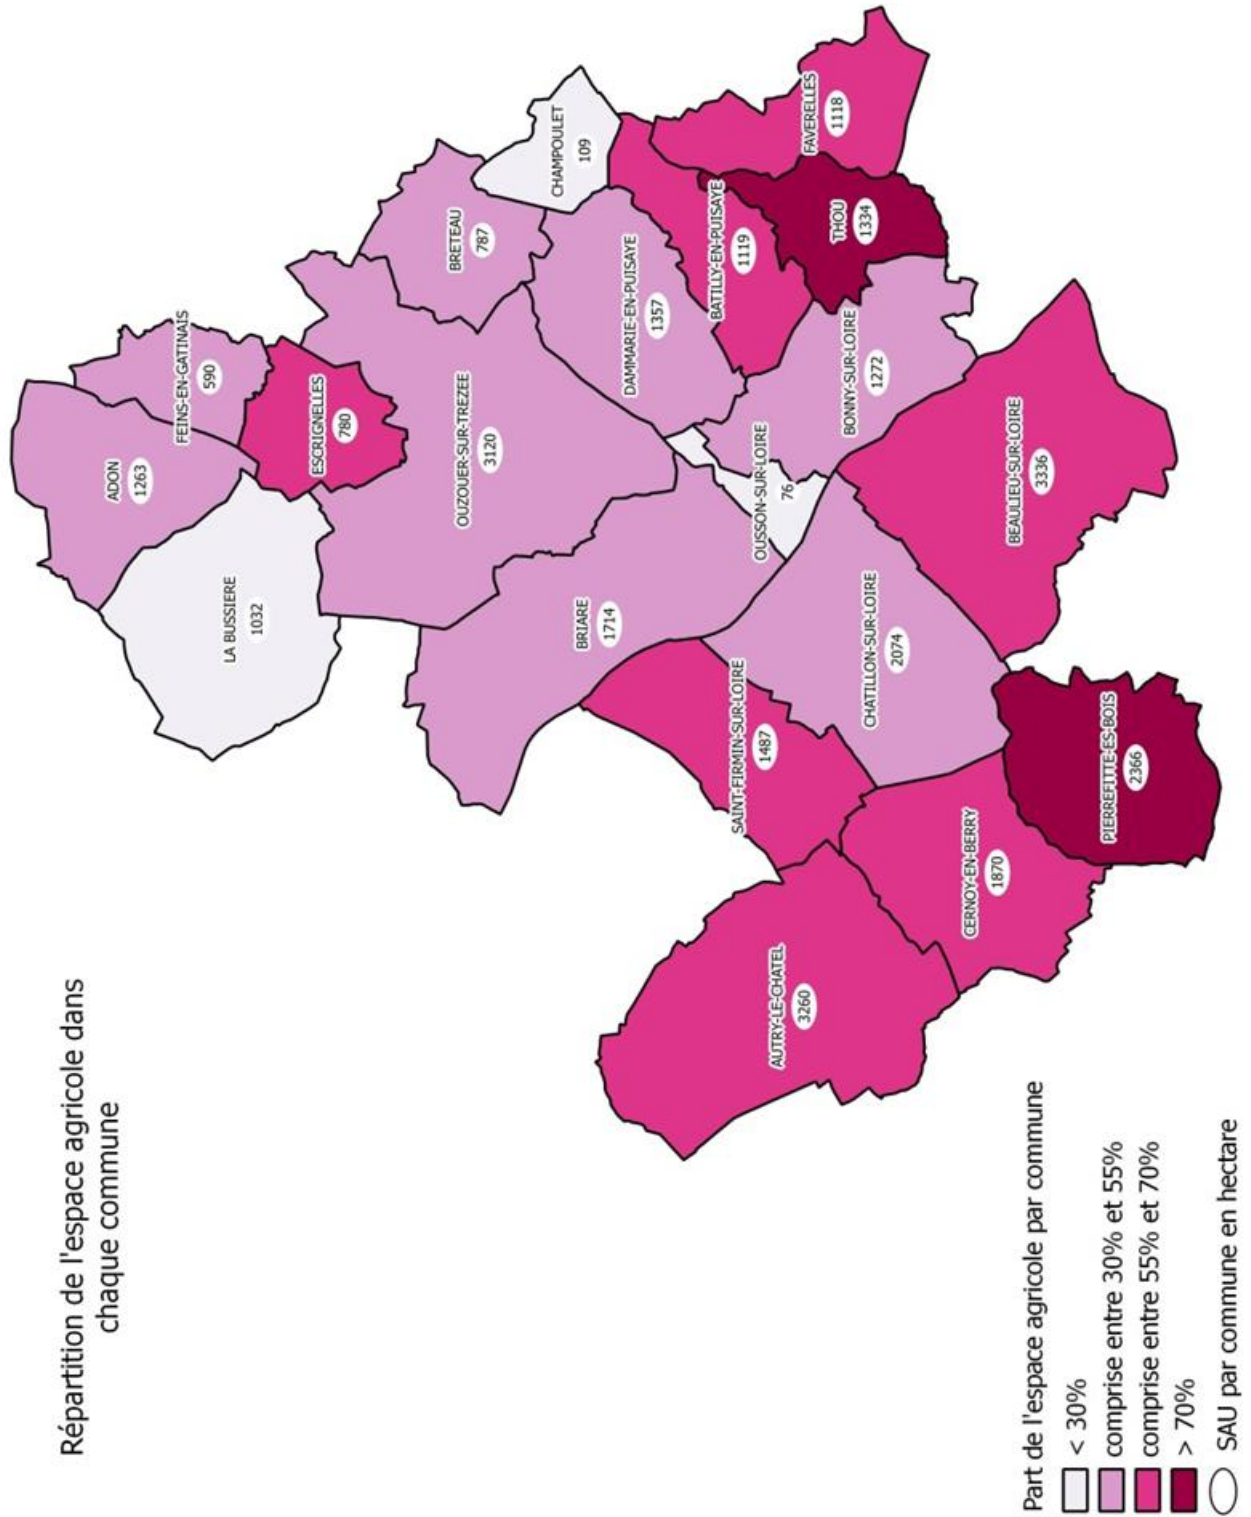 Répartition de l'espace agricole dans
chaque commune
ADON
1263
FEINS-EN-GATINAIS
590
LA BUSSIERE
1032
ESCRIGNELLES
780
OUZOUER-SUR-TREZEE
3120
BRETEAU
787
CHAMPOULET
109
BRIARE
1714
DAMMARIE-EN-PUISAYE
1357
BATILLY-EN-PUISAYE
1119
FAVERELLES
1118
THOU
1334
OUSSON-SUR-LOIRE
76
BONNY-SUR-LOIRE
1272
SAINT-FIRMIN-SUR-LOIRE
1487
CHATILLON-SUR-LOIRE
2074
BEAULIEU-SUR-LOIRE
3336
AUTRY-LE-CHATEL
3260
CERNOY-EN-BERRY
1870
PIERREFITTE-ES-BOIS
2366
Part de l'espace agricole par commune
< 30%
comprise entre 30% et 55%
comprise entre 55% et 70%
> 70%
SAU par commune en hectare